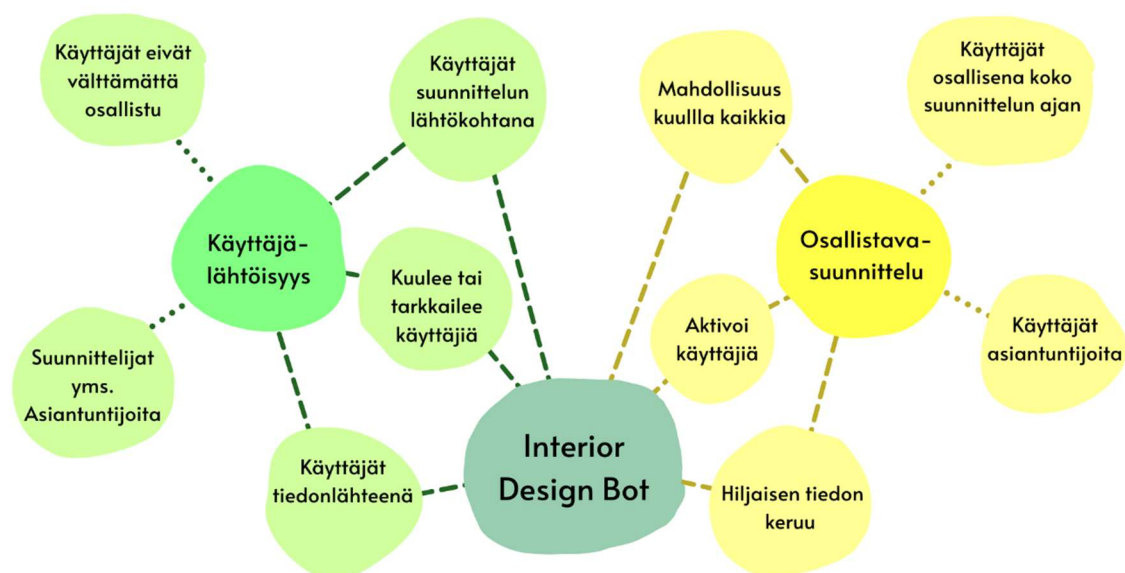 Käyttäjät eivät
välttämättä
osallistu
Käyttäjät
suunnittelun
lähtökohtana
Käyttäjä-
lähtöisyys
Kuulee tai
tarkkailee
käyttäjiä
Suunnittelijat
yms.
Asiantuntijoita
Käyttäjät
tiedonlähteenä
Interior
Design Bot
Mahdollisuus
kuullla kaikkia
Käyttäjät
osallisena koko
suunnittelun ajan
Osallistava-
suunnittelu
Aktivoi
käyttäjiä
Käyttäjät
asiantuntijoita
Hiljaisen tiedon
keruu